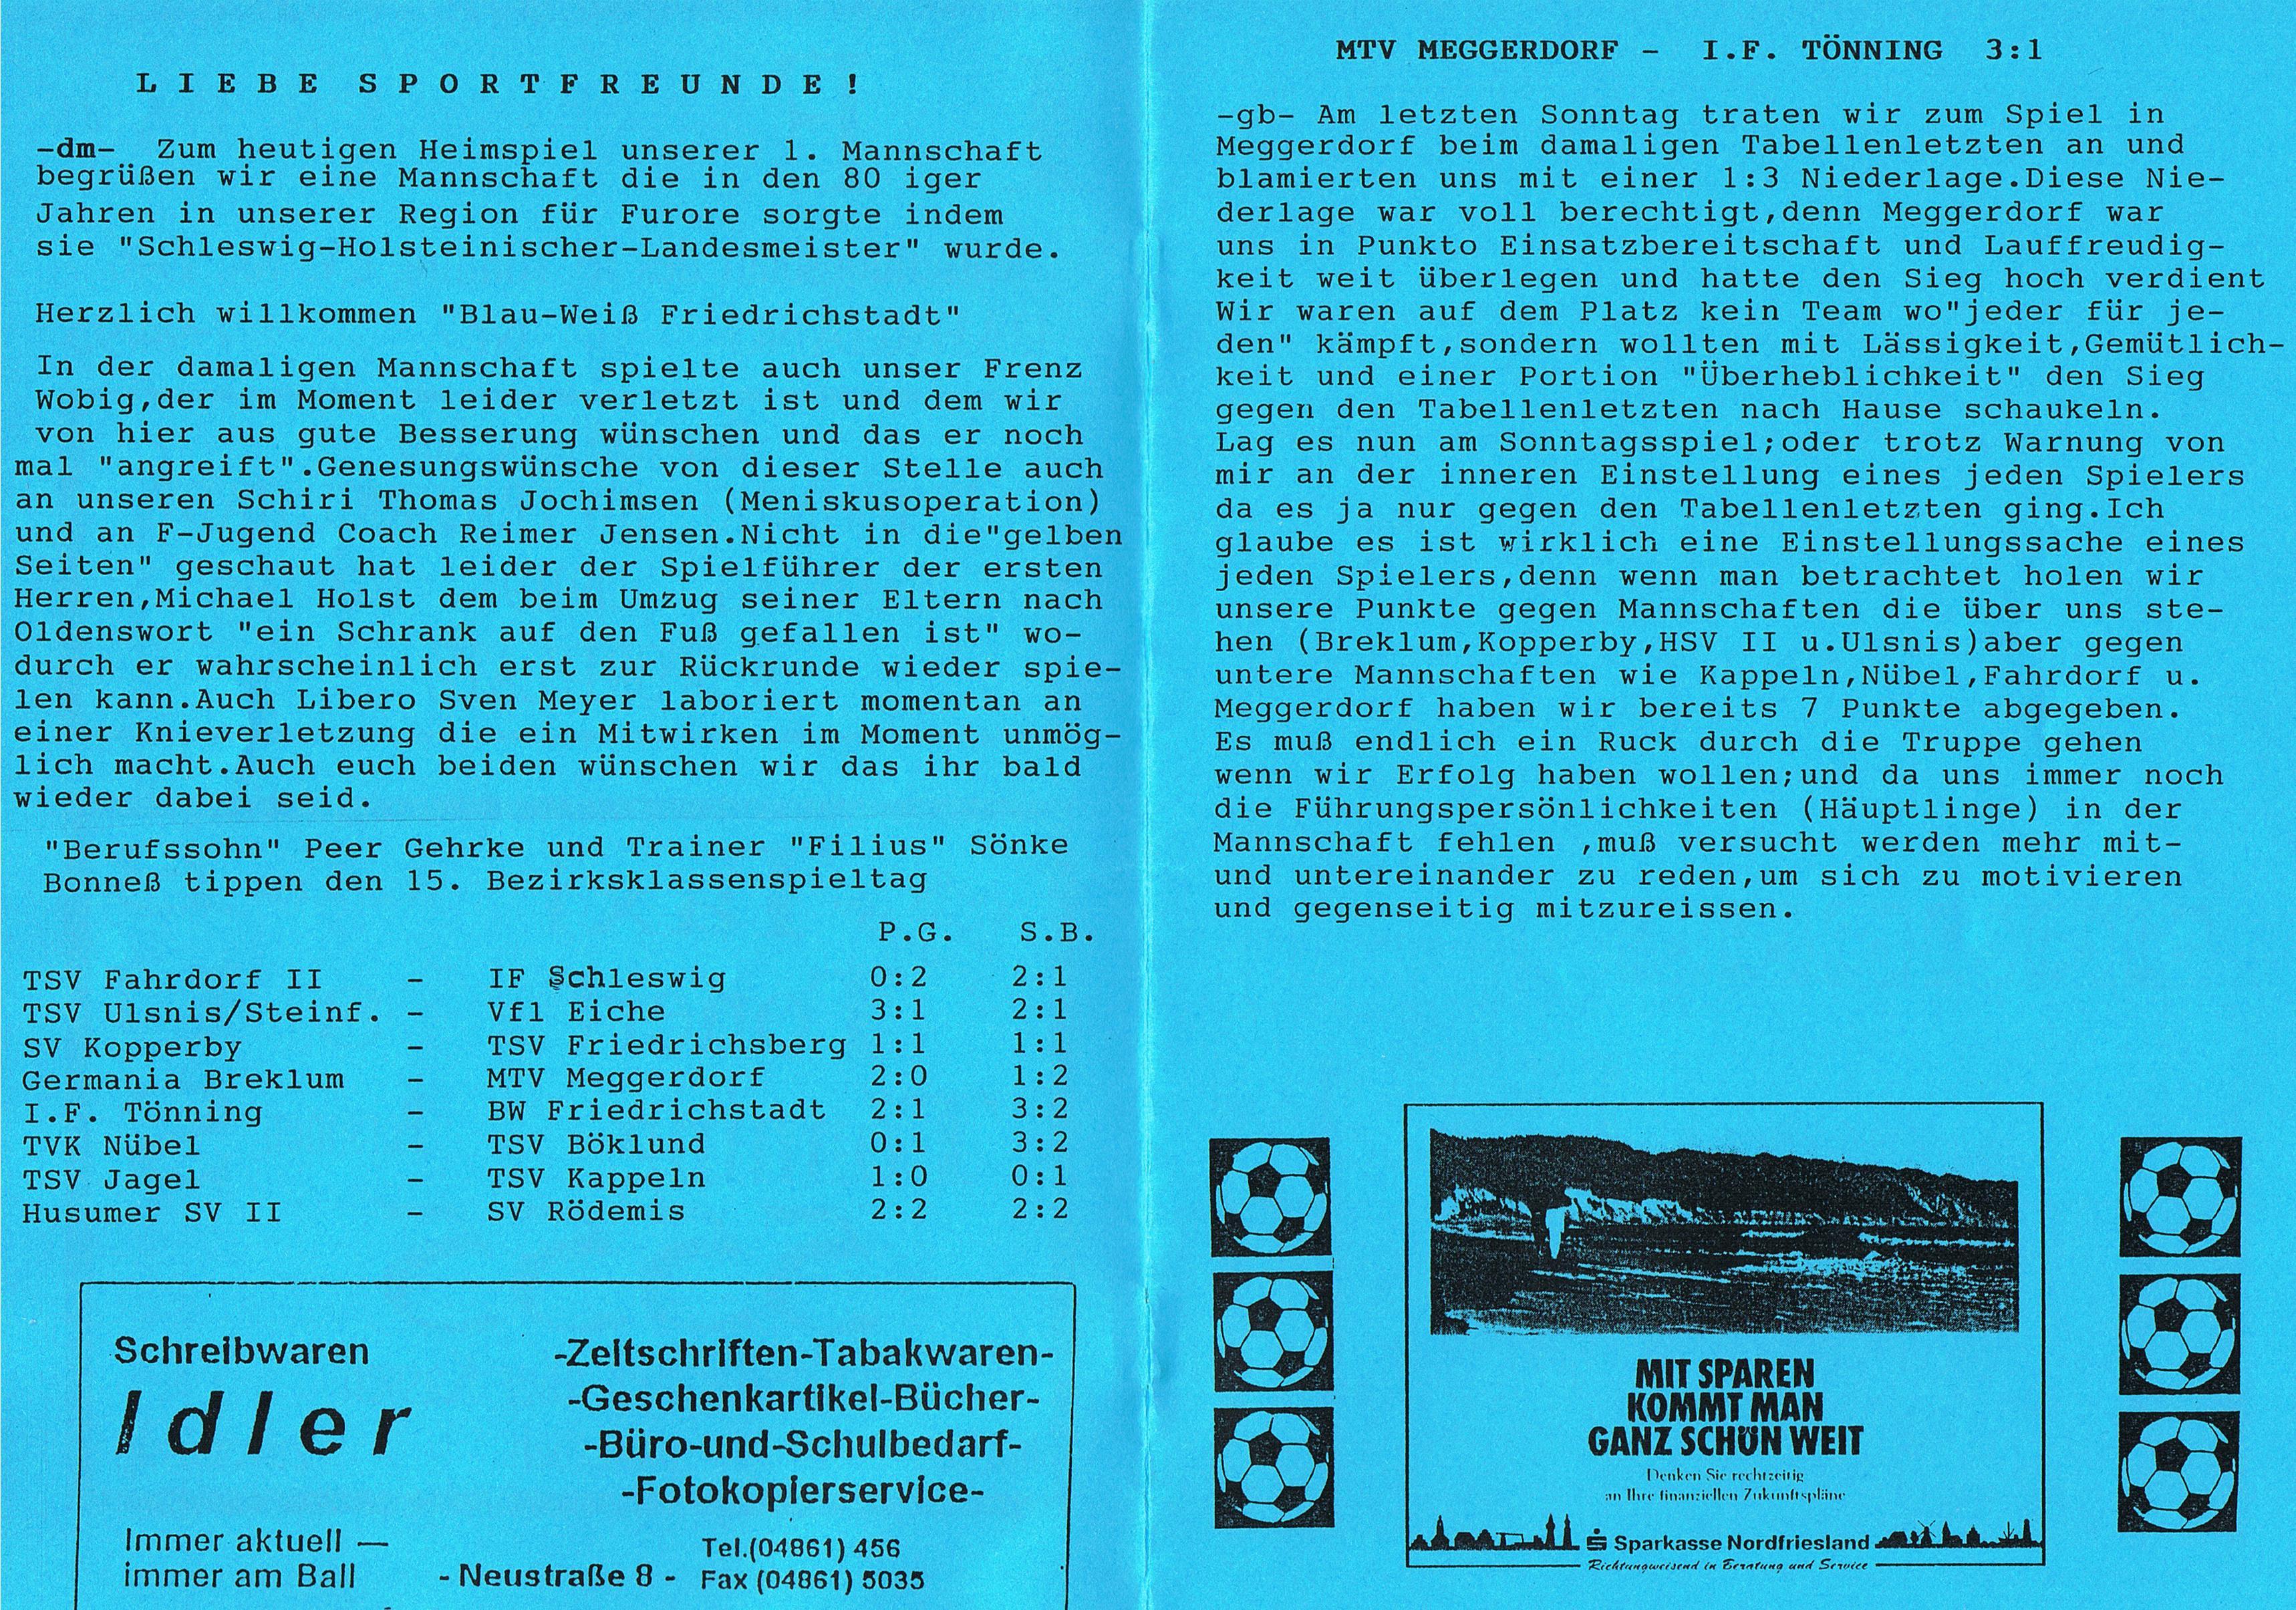 LIEBE SPORTFREUNDE!
-dm- Zum heutigen Heimspiel unserer 1. Mannschaft
begrüßen wir eine Mannschaft die in den 80 iger
Jahren in unserer Region für Furore sorgte indem
sie "Schleswig-Holsteinischer-Landesmeister" wurde.
Herzlich willkommen "Blau-Weiß Friedrichstadt"
In der damaligen Mannschaft spielte auch unser Frenz
Wobig,der im Moment leider verletzt ist und dem wir
von hier aus gute Besserung wünschen und das er noch
mal "angreift".Genesungswünsche von dieser Stelle auch
an unseren Schiri Thomas Jochimsen (Meniskusoperation)
und an F-Jugend Coach Reimer Jensen.Nicht in die"gelben
Seiten" geschaut hat leider der Spielführer der ersten
Herren,Michael Holst dem beim Umzug seiner Eltern nach
Oldenswort "ein Schrank auf den Fuß gefallen ist" wo-
durch er wahrscheinlich erst zur Rückrunde wieder spie-
len kann.Auch Libero Sven Meyer laboriert momentan an
einer Knieverletzung die ein Mitwirken im Moment unmög-
lich macht.Auch euch beiden wünschen wir das ihr bald
wieder dabei seid.
"Berufssohn" Peer Gehrke und Trainer "Filius" Sönke
Bonneß tippen den 15. Bezirksklassenspieltag
P.G. S.B.
TSV Fahrdorf II - IF Schleswig 0:2 2:1
TSV Ulsnis/Steinf. - Vfl Eiche 3:1 2:1
SV Kopperby - TSV Friedrichsberg 1:1 1:1
Germania Breklum - MTV Meggerdorf 2:0 1:2
I.F. Tönning - BW Friedrichstadt 2:1 3:2
TVK Nübel - TSV Böklund 0:1 3:2
TSV Jagel - TSV Kappeln 1:0 0:1
Husumer SV II - SV Rödemis 2:2 2:2
Schreibwaren
Idler
-Zeitschriften-Tabakwaren-
-Geschenkartikel-Bücher-
-Büro-und-Schulbedarf-
-Fotokopierservice-
Immer aktuell —
immer am Ball
- Neustraße 8 -
Tel.(04861) 456
Fax (04861) 5035
MTV MEGGERDORF - I.F. TÖNNING 3:1
-gb- Am letzten Sonntag traten wir zum Spiel in
Meggerdorf beim damaligen Tabellenletzten an und
blamierten uns mit einer 1:3 Niederlage.Diese Nie-
derlage war voll berechtigt,denn Meggerdorf war
uns in Punkto Einsatzbereitschaft und Lauffreudig-
keit weit überlegen und hatte den Sieg hoch verdient
Wir waren auf dem Platz kein Team wo"jeder für je-
den" kämpft,sondern wollten mit Lässigkeit,Gemütlich-
keit und einer Portion "Überheblichkeit" den Sieg
gegen den Tabellenletzten nach Hause schaukeln.
Lag es nun am Sonntagsspiel;oder trotz Warnung von
mir an der inneren Einstellung eines jeden Spielers
da es ja nur gegen den Tabellenletzten ging.Ich
glaube es ist wirklich eine Einstellungssache eines
jeden Spielers,denn wenn man betrachtet holen wir
unsere Punkte gegen Mannschaften die über uns ste-
hen (Breklum,Kopperby,HSV II u.Ulsnis)aber gegen
untere Mannschaften wie Kappeln,Nübel,Fahrdorf u.
Meggerdorf haben wir bereits 7 Punkte abgegeben.
Es muß endlich ein Ruck durch die Truppe gehen
wenn wir Erfolg haben wollen;und da uns immer noch
die Führungspersönlichkeiten (Häuptlinge) in der
Mannschaft fehlen ,muß versucht werden mehr mit-
und untereinander zu reden,um sich zu motivieren
und gegenseitig mitzureissen.
MIT SPAREN
KOMMT MAN
GANZ SCHÖN WEIT
Denken Sie rechtzeitig
an Ihre finanziellen Zukunftspläne
Sparkasse Nordfriesland
Richtungweisend in Beratung und Service